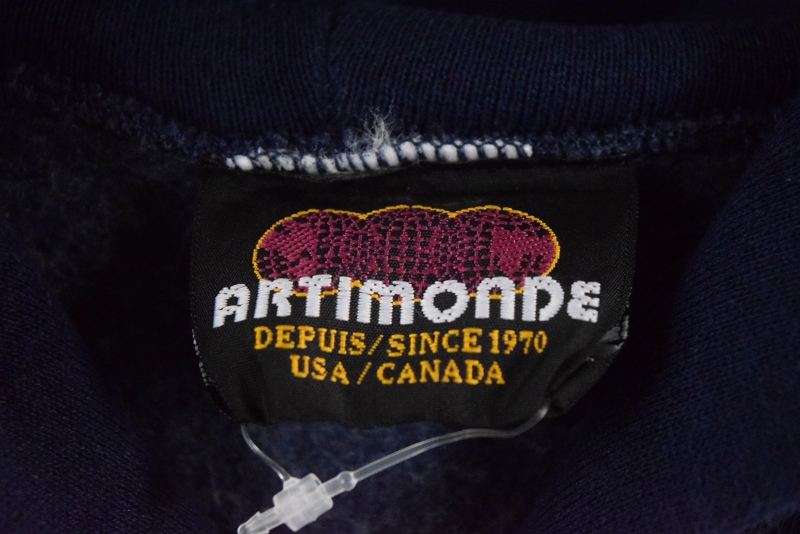 ARTIMONDE
DEPUIS/SINCE 1970
USA/CANADA